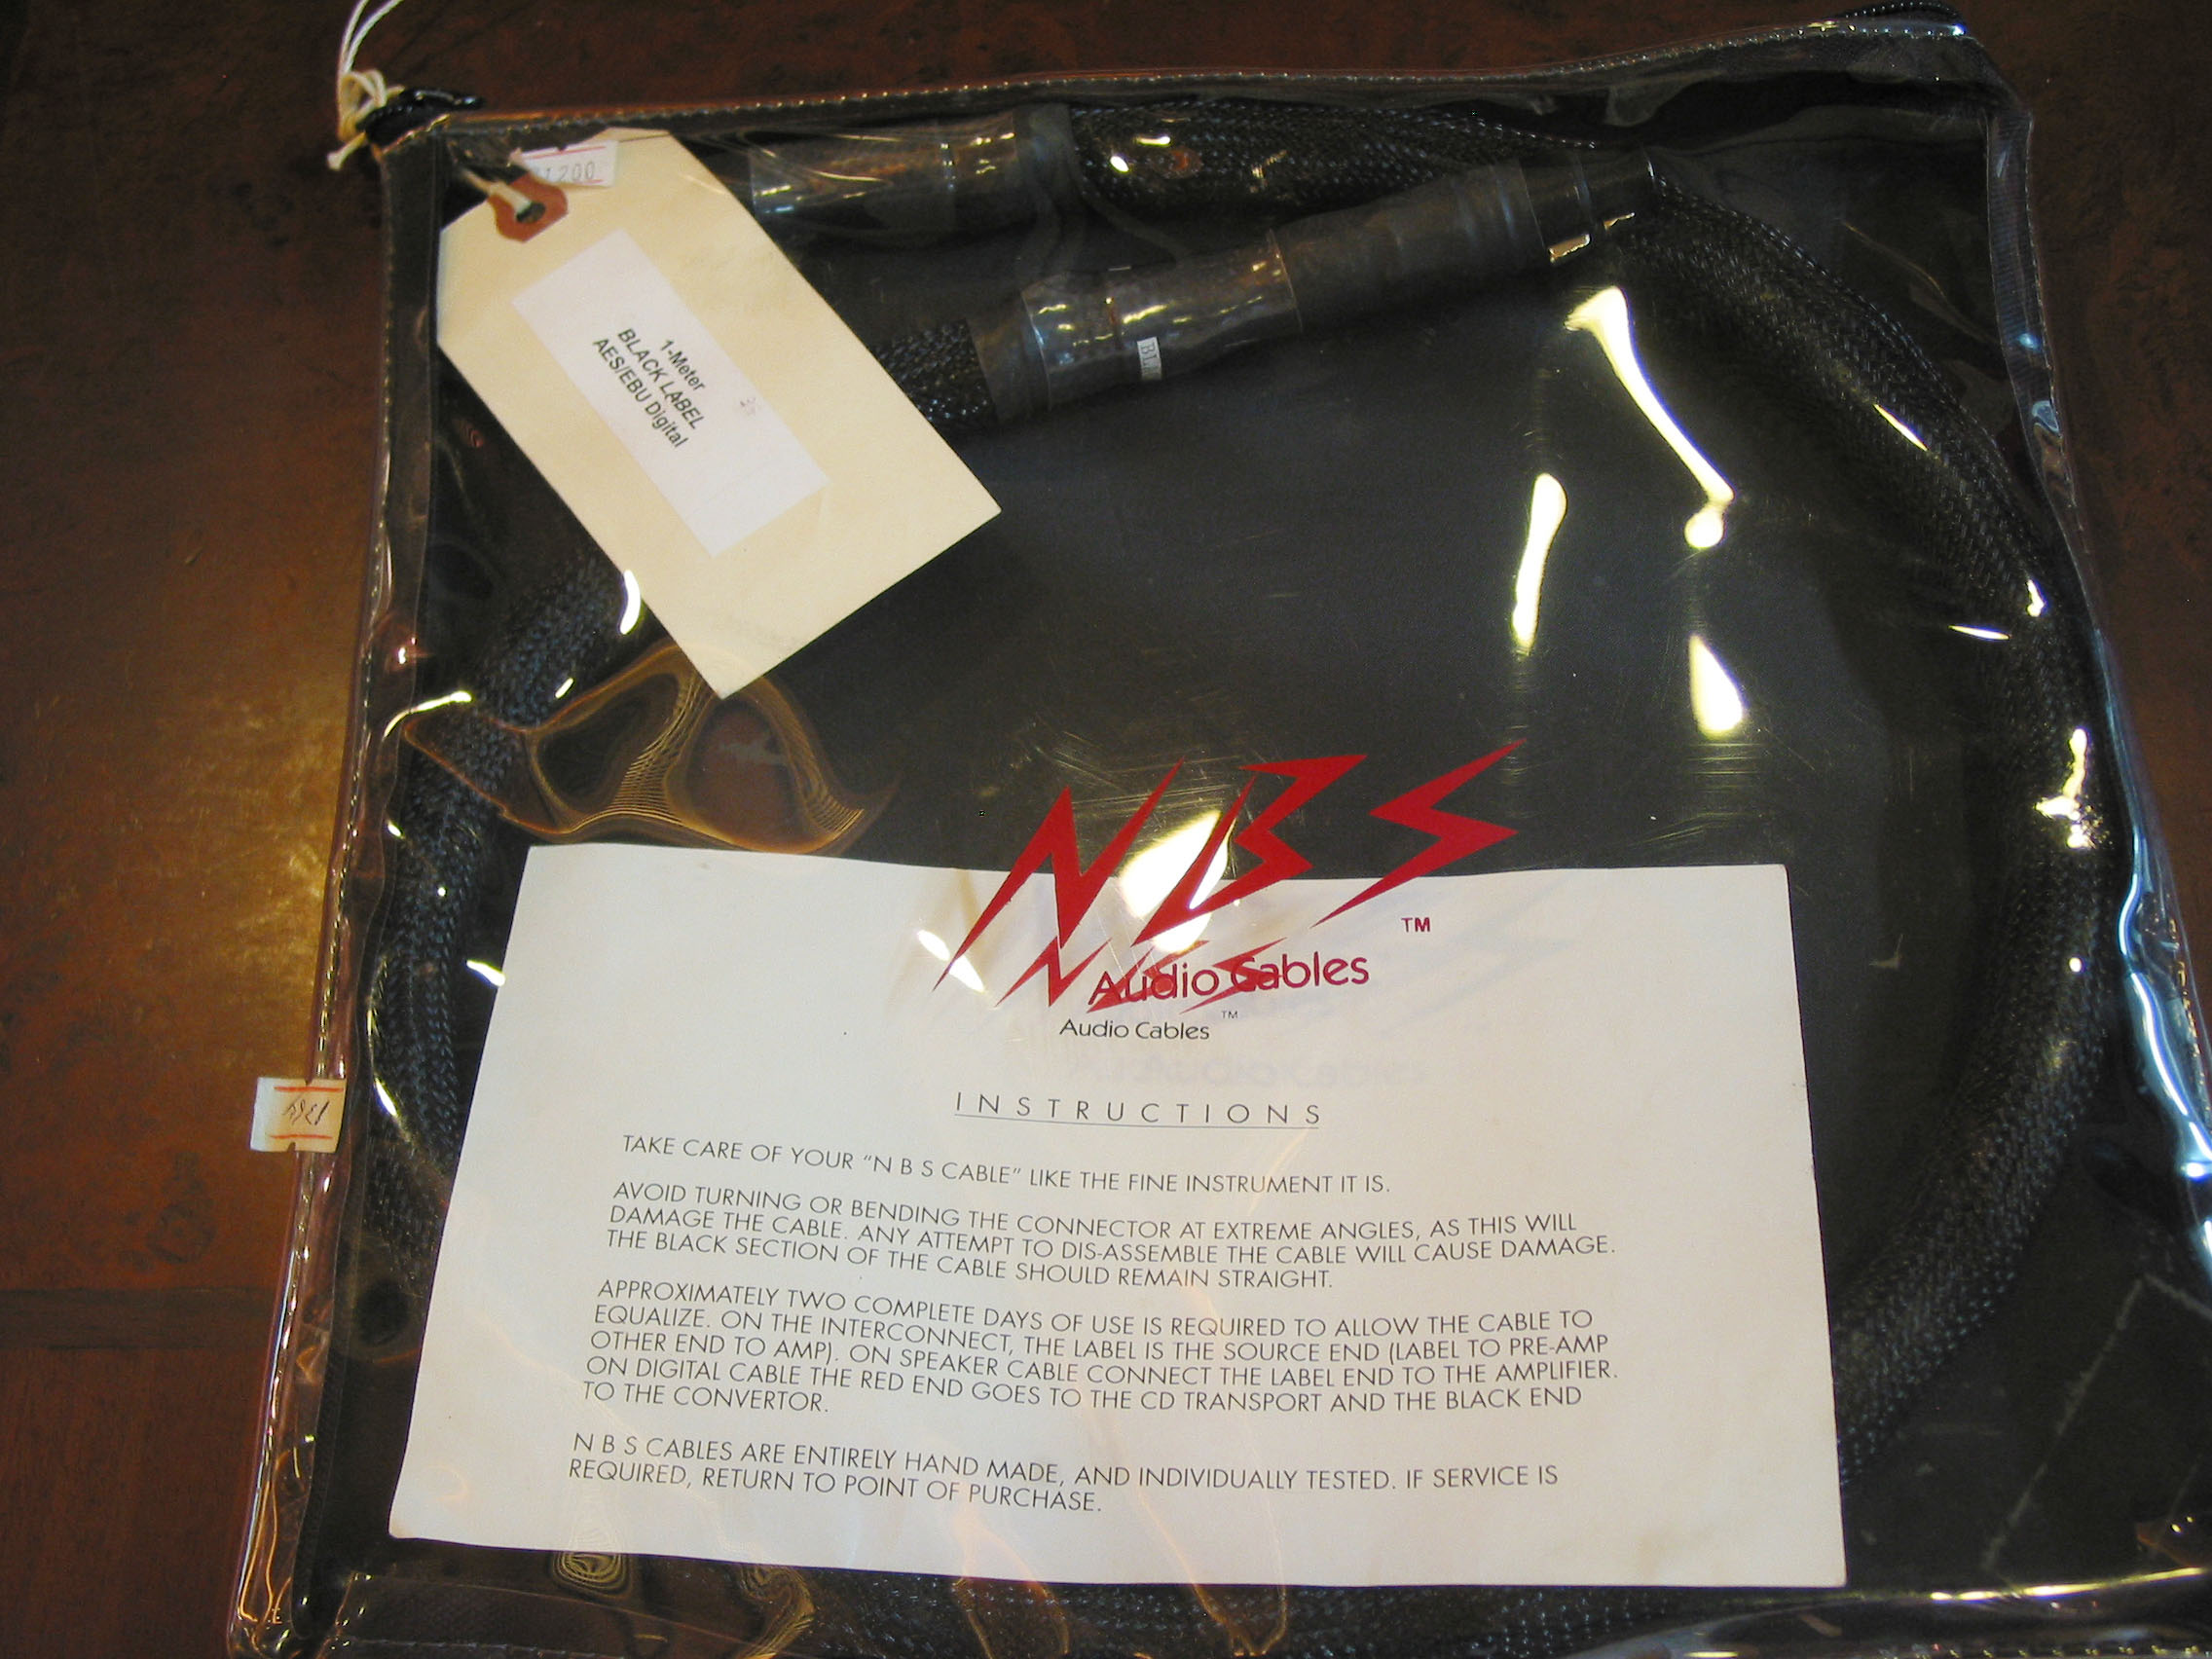 1200
1-Meter
BLACK LABEL
AES/EBU Digital
BL
NBS
TM
Audio Cables
NBS
TM
Audio Cables
INSTRUCTIONS
TAKE CARE OF YOUR "N B S CABLE" LIKE THE FINE INSTRUMENT IT IS.
AVOID TURNING OR BENDING THE CONNECTOR AT EXTREME ANGLES, AS THIS WILL
DAMAGE THE CABLE. ANY ATTEMPT TO DIS-ASSEMBLE THE CABLE WILL CAUSE DAMAGE.
THE BLACK SECTION OF THE CABLE SHOULD REMAIN STRAIGHT.
APPROXIMATELY TWO COMPLETE DAYS OF USE IS REQUIRED TO ALLOW THE CABLE TO
EQUALIZE. ON THE INTERCONNECT, THE LABEL IS THE SOURCE END (LABEL TO PRE-AMP
OTHER END TO AMP). ON SPEAKER CABLE CONNECT THE LABEL END TO THE AMPLIFIER.
ON DIGITAL CABLE THE RED END GOES TO THE CD TRANSPORT AND THE BLACK END
TO THE CONVERTOR.
N B S CABLES ARE ENTIRELY HAND MADE, AND INDIVIDUALLY TESTED. IF SERVICE IS
REQUIRED, RETURN TO POINT OF PURCHASE.